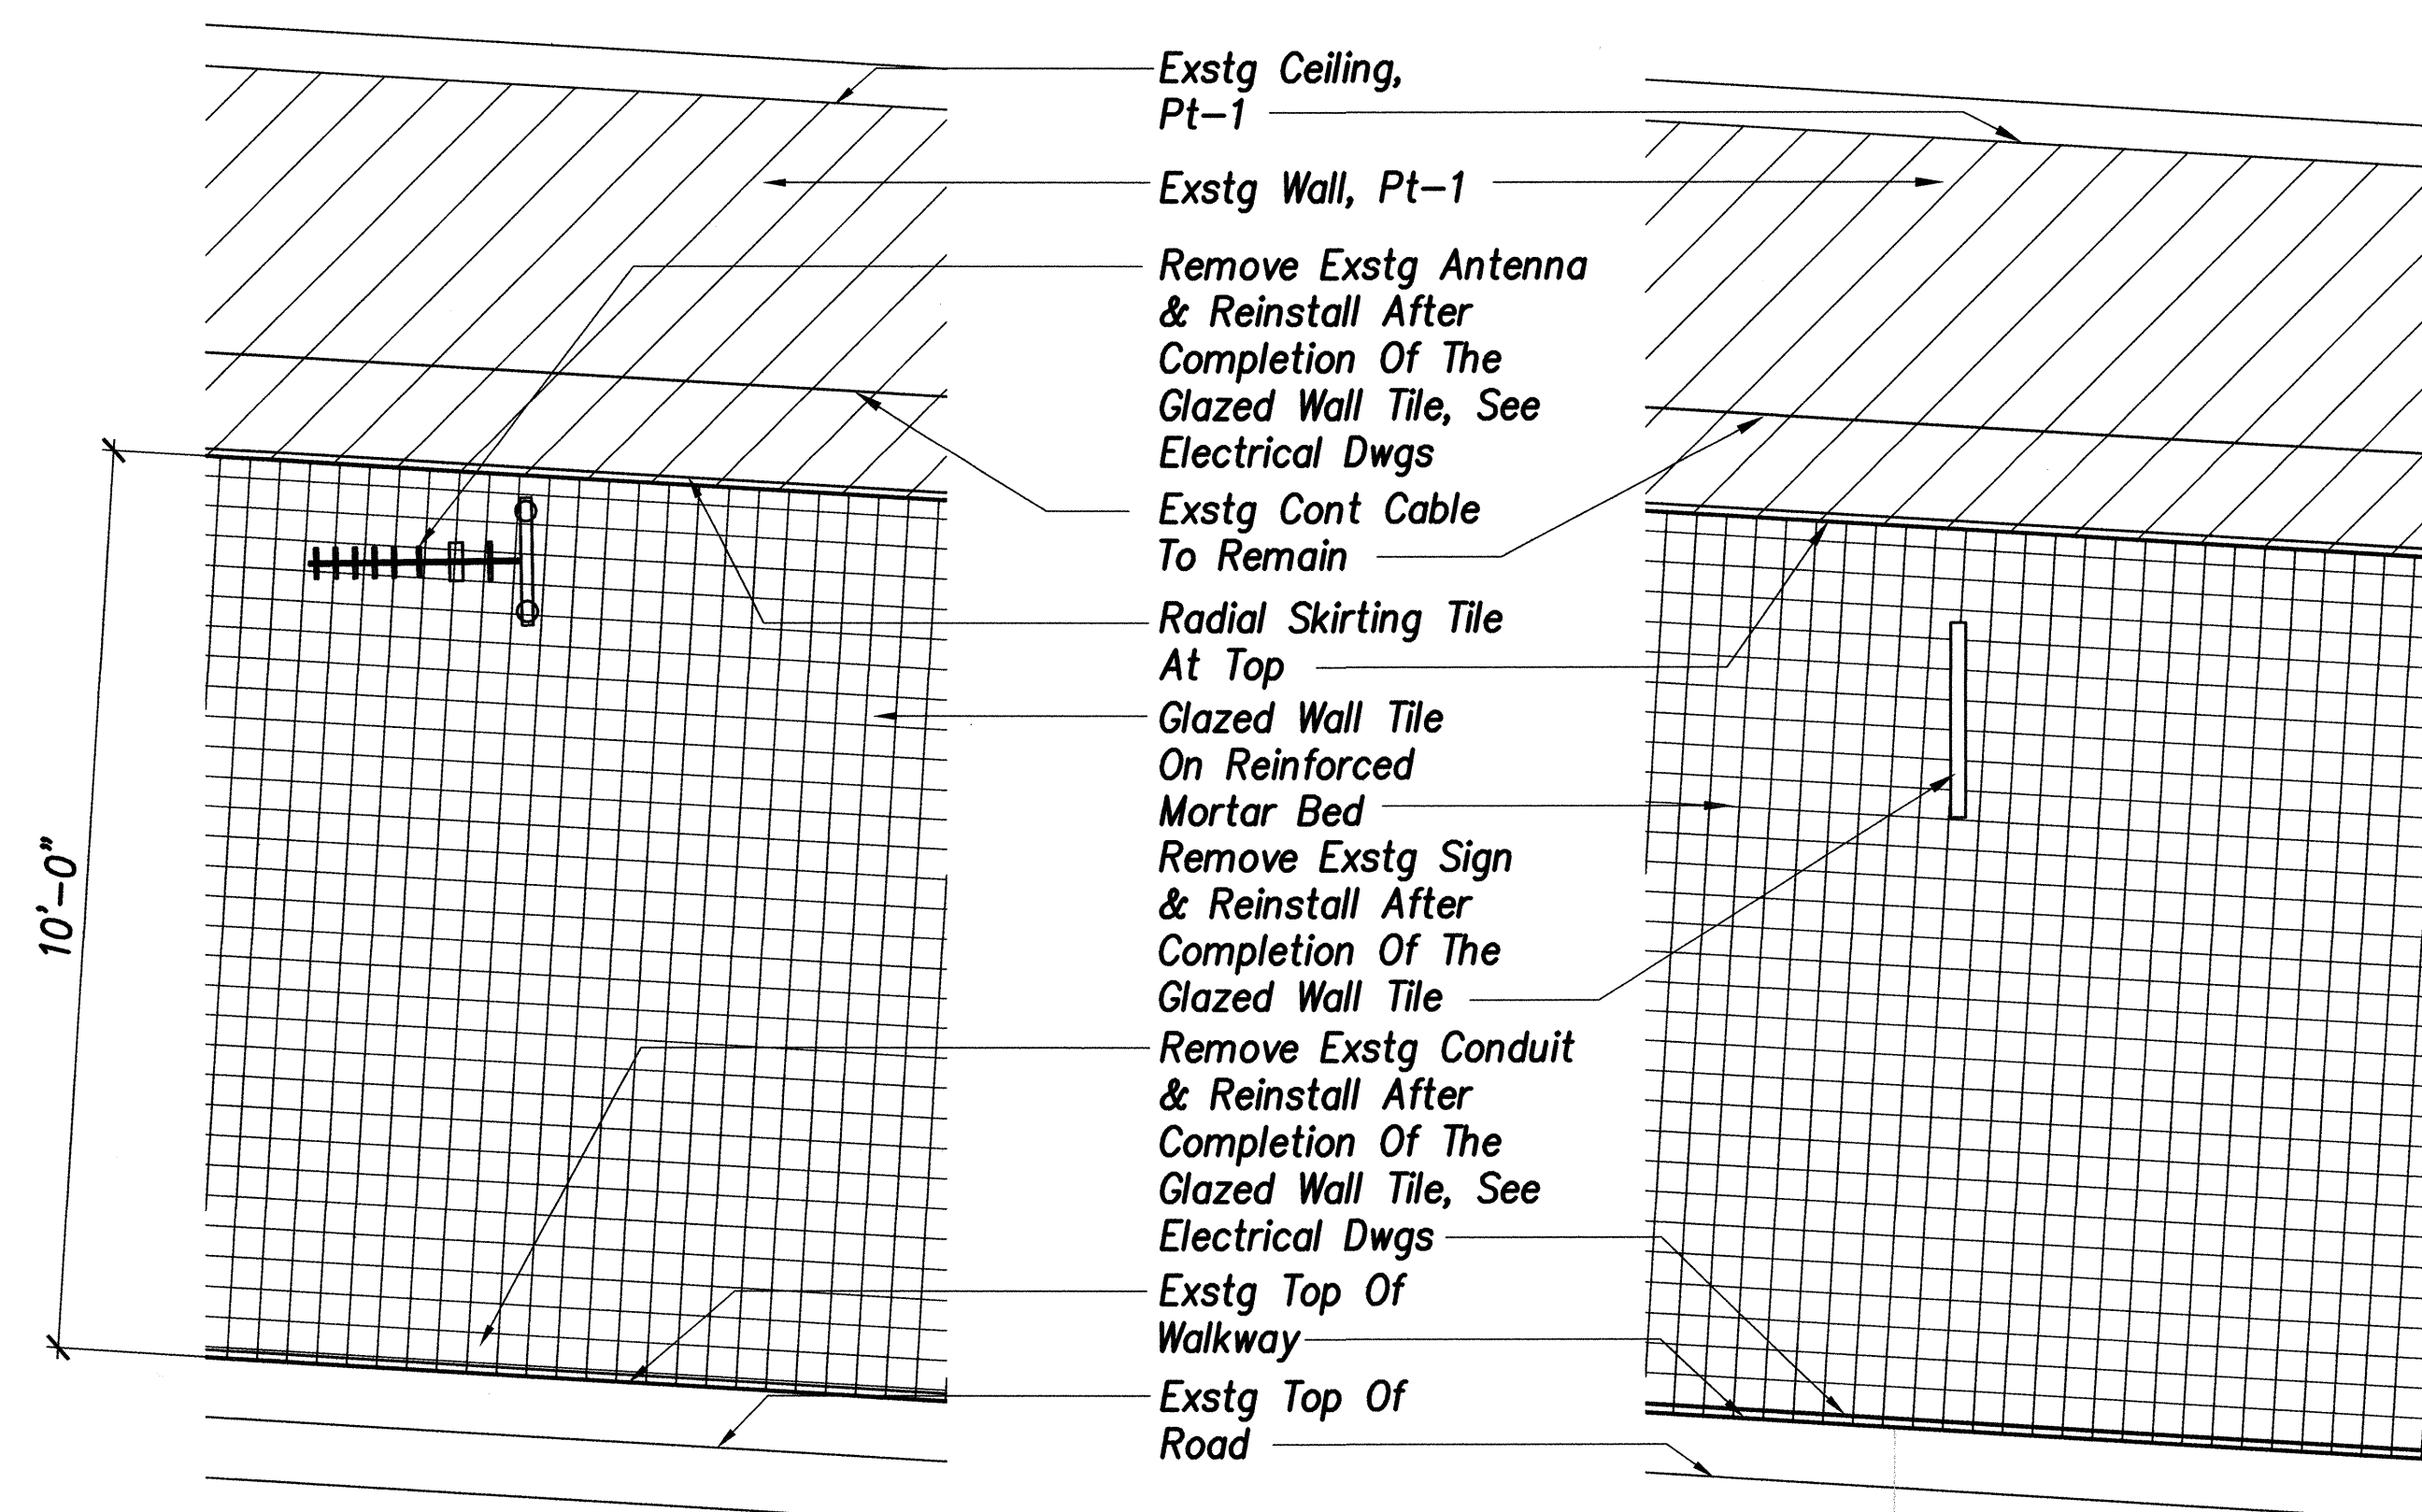 Exstg Ceiling,
Pt-1
Exstg Wall, Pt-1
Remove Exstg Antenna
& Reinstall After
Completion Of The
Glazed Wall Tile, See
Electrical Dwgs
Exstg Cont Cable
To Remain
Radial Skirting Tile
At Top
Glazed Wall Tile
On Reinforced
Mortar Bed
Remove Exstg Sign
& Reinstall After
Completion Of The
Glazed Wall Tile
Remove Exstg Conduit
& Reinstall After
Completion Of The
Glazed Wall Tile, See
Electrical Dwgs
Exstg Top Of
Walkway
Exstg Top Of
Road
10'-0"